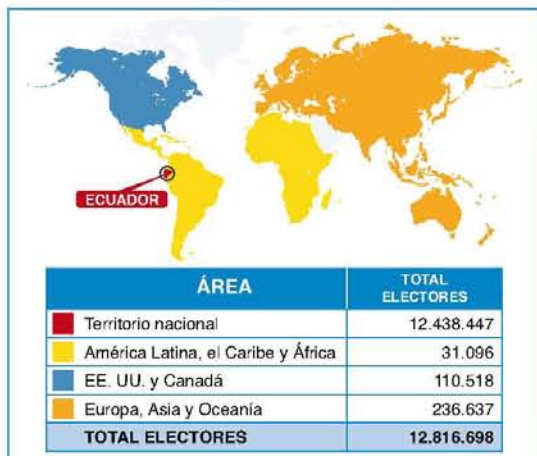 ECUADOR
ÁREA TOTAL ELECTORES
Territorio nacional 12.438.447
América Latina, el Caribe y África 31.096
EE. UU. y Canadá 110.518
Europa, Asia y Oceanía 236.637
TOTAL ELECTORES 12.816.698